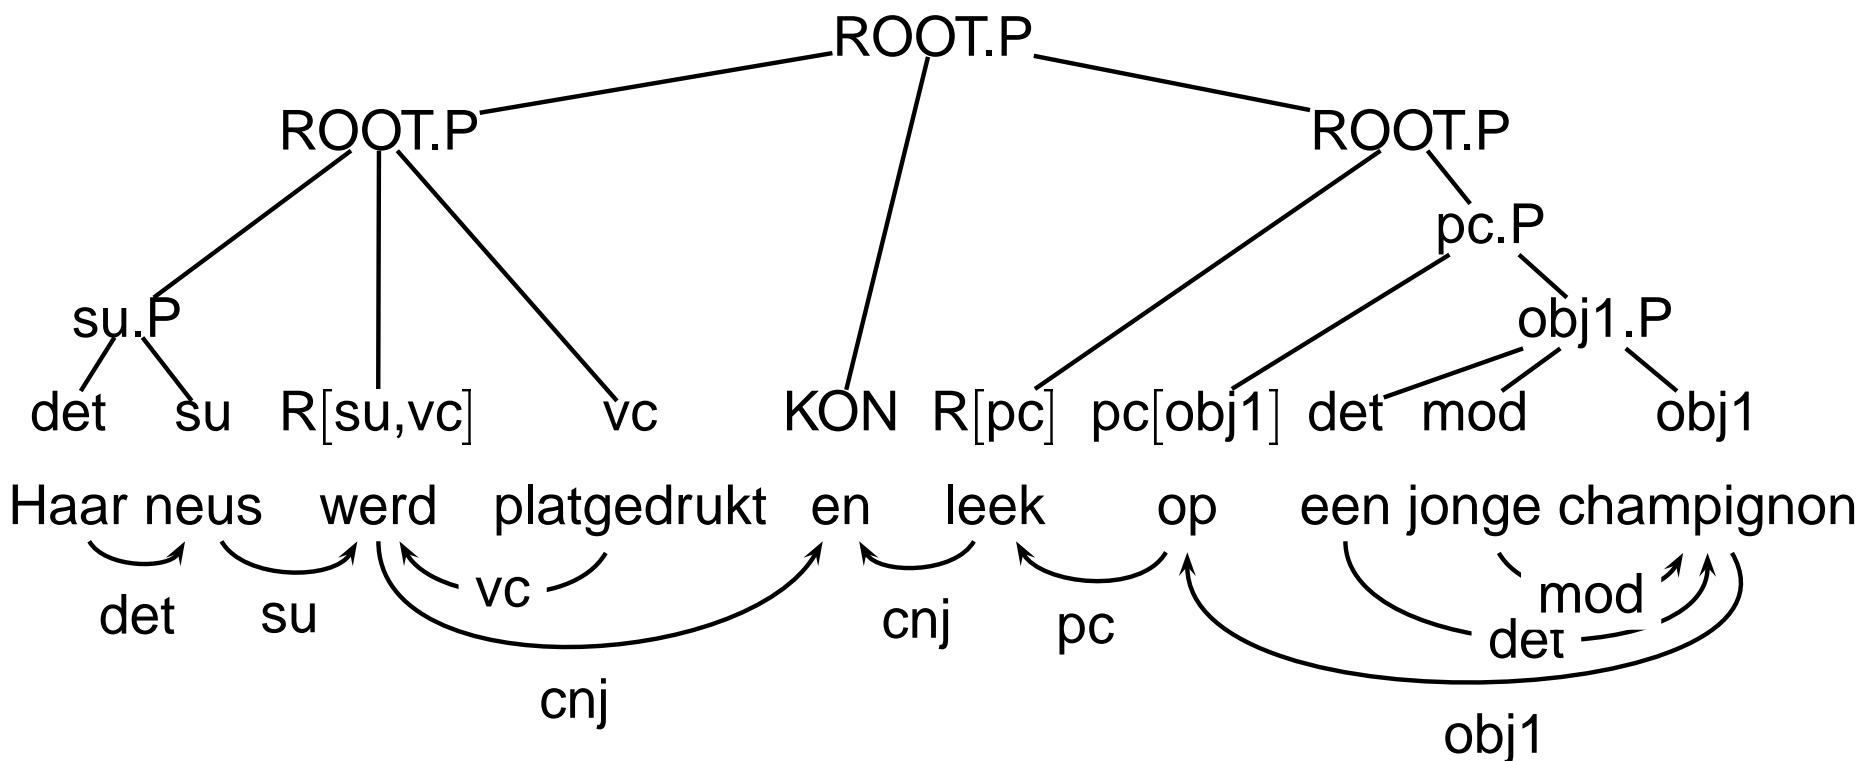 ROOT.P
ROOT.P ROOT.P
pc.P
su.P obj1.P
det su R[su,vc] vc KON R[pc] pc[obj1] det mod obj1
Haar neus werd platgedrukt en leek op een jonge champignon
vc mod
det su cnj pc det
cnj obj1